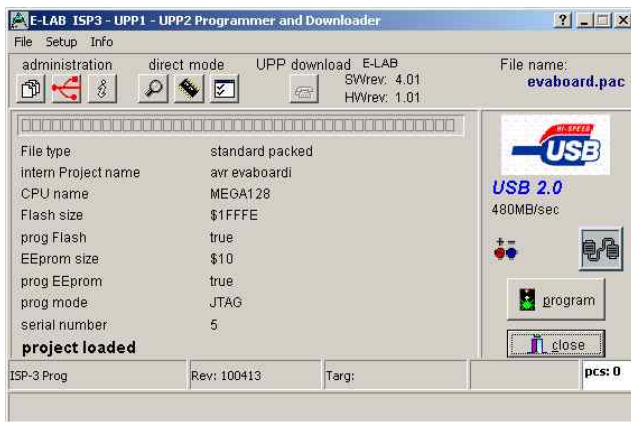 E-LAB ISP3 - UPP1 - UPP2 Programmer and Downloader
File Setup Info
administration direct mode UPP download E-LAB
SWrev: 4.01
HWrev: 1.01
File name:
evaboard.pac
File type standard packed
intern Project name avr evaboardi
CPU name MEGA128
Flash size $1FFFE
prog Flash true
EEprom size $10
prog EEprom true
prog mode JTAG
serial number 5
project loaded
HI-SPEED
USB
USB 2.0
480MB/sec
program
close
ISP-3 Prog Rev: 100413 Targ: pcs: 0